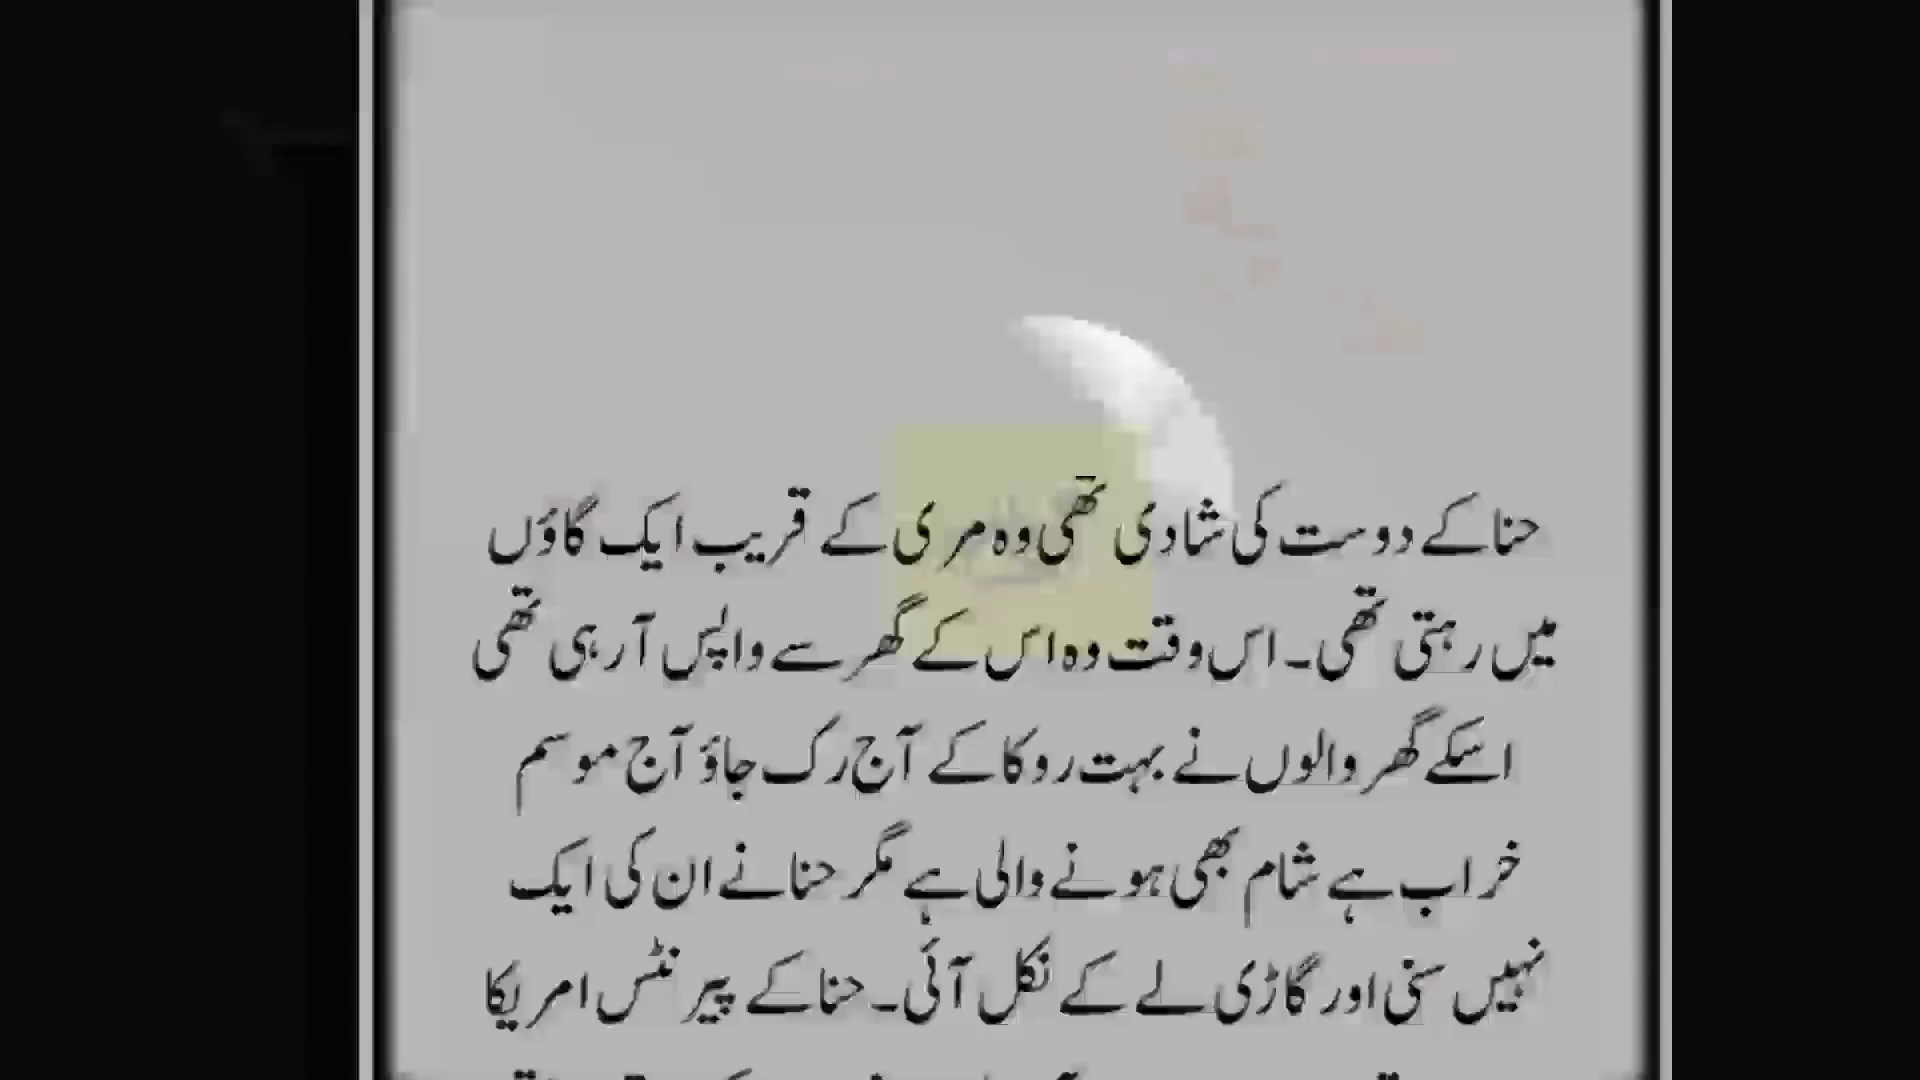 حنا کے دوست کی شادی تھی وہ مری کے قریب ایک گاؤں
میں رہتی تھی۔ اس وقت وہ اس کے گھر سے واپس آرہی تھی
اسکے گھر والوں نے بہت روکا کے آج رک جاؤ آج موسم
خراب ہے شام بھی ہونے والی ہے مگر حنا نے ان کی ایک
نہیں سنی اور گاڑی لے کے نکل آئی۔ حنا کے پیرنٹس امریکا